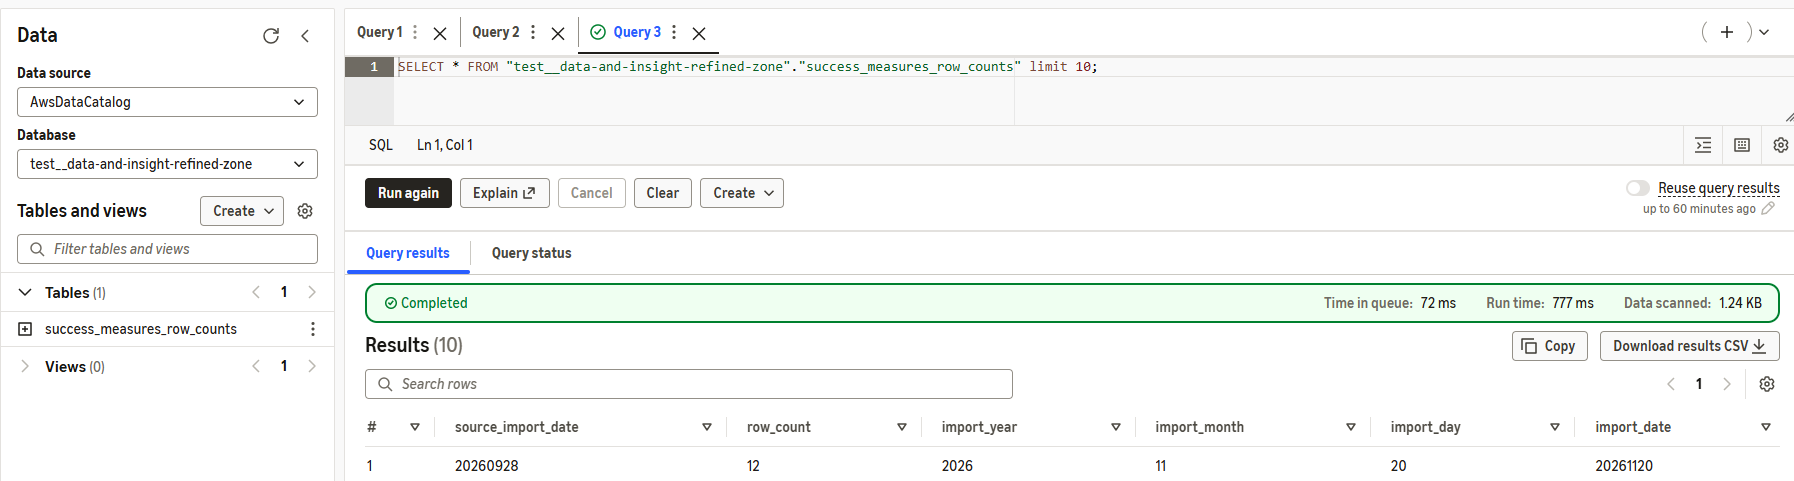 Data
Data source
AwsDataCatalog
Database
test__data-and-insight-refined-zone
Tables and views
Create
Filter tables and views
Tables (1)
1
success_measures_row_counts
Views (0)
1
Query 1
Query 2
Query 3
1 SELECT * FROM "test__data-and-insight-refined-zone"."success_measures_row_counts" limit 10;
SQL Ln 1, Col 1
Run again Explain Cancel Clear Create
Reuse query results
up to 60 minutes ago
Query results Query status
Completed Time in queue: 72 ms Run time: 777 ms Data scanned: 1.24 KB
Results (10) Copy Download results CSV
Search rows 1
# source_import_date row_count import_year import_month import_day import_date
1 20260928 12 2026 11 20 20261120